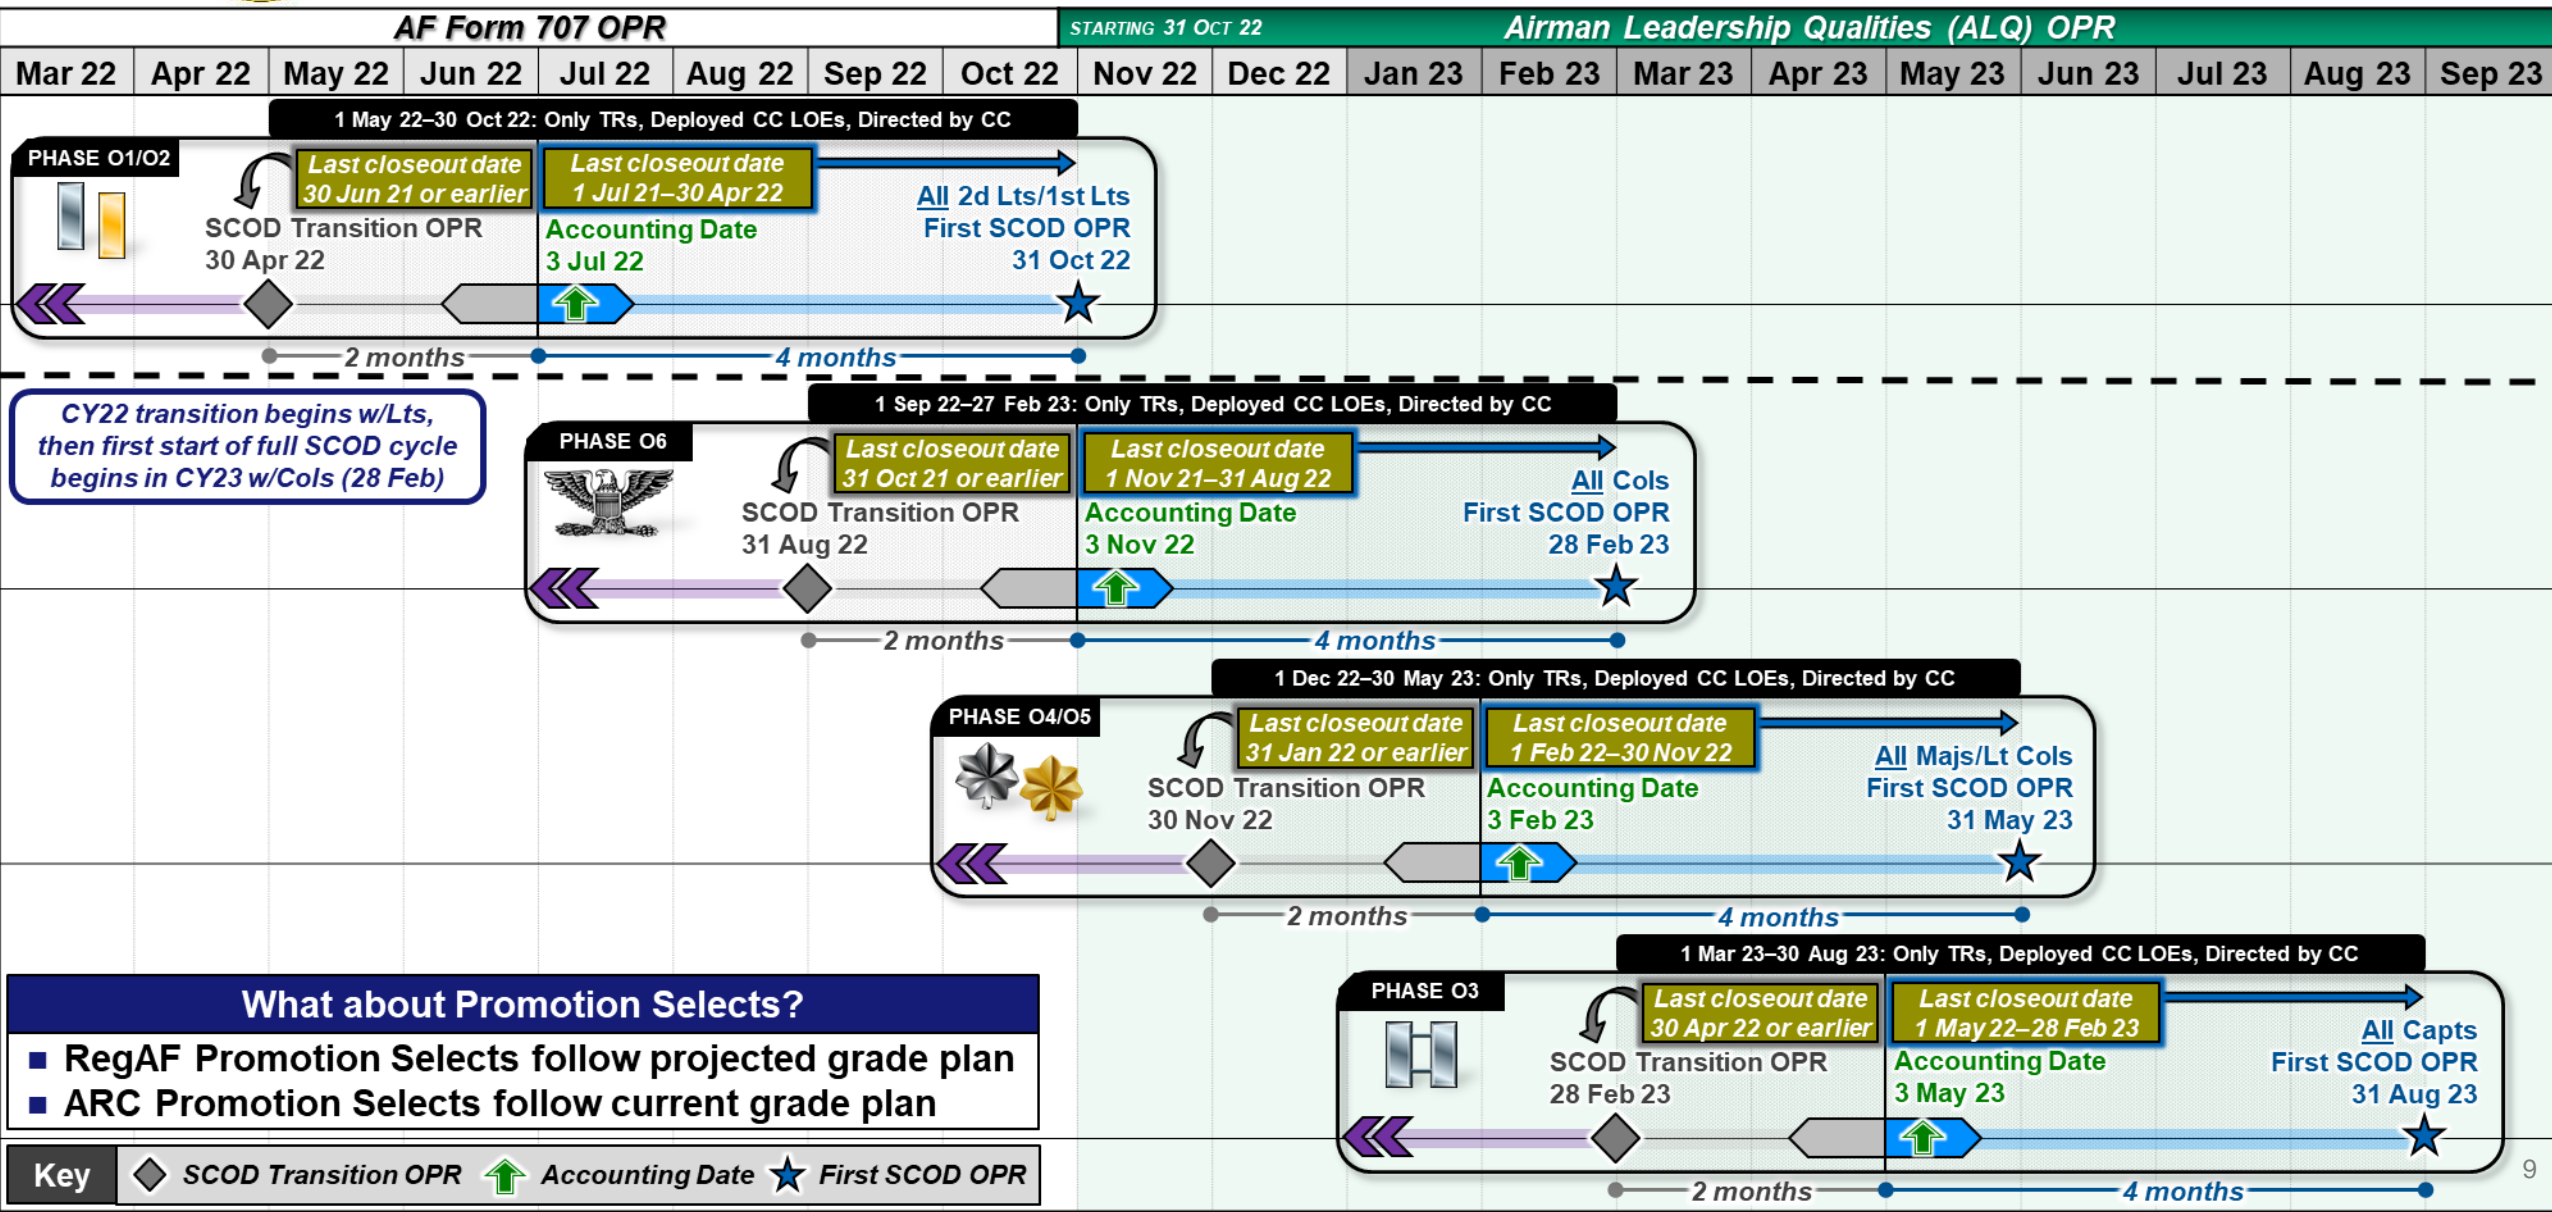 AF Form 707 OPR
STARTING 31 OCT 22
Airman Leadership Qualities (ALQ) OPR
Mar 22 Apr 22 May 22 Jun 22 Jul 22 Aug 22 Sep 22 Oct 22 Nov 22 Dec 22 Jan 23 Feb 23 Mar 23 Apr 23 May 23 Jun 23 Jul 23 Aug 23 Sep 23
1 May 22–30 Oct 22: Only TRs, Deployed CC LOEs, Directed by CC
PHASE O1/O2
Last closeout date
30 Jun 21 or earlier
Last closeout date
1 Jul 21–30 Apr 22
SCOD Transition OPR
30 Apr 22
Accounting Date
3 Jul 22
All 2d Lts/1st Lts
First SCOD OPR
31 Oct 22
2 months
4 months
CY22 transition begins w/Lts,
then first start of full SCOD cycle
begins in CY23 w/Cols (28 Feb)
1 Sep 22–27 Feb 23: Only TRs, Deployed CC LOEs, Directed by CC
PHASE O6
Last closeout date
31 Oct 21 or earlier
Last closeout date
1 Nov 21–31 Aug 22
SCOD Transition OPR
31 Aug 22
Accounting Date
3 Nov 22
All Cols
First SCOD OPR
28 Feb 23
2 months
4 months
1 Dec 22–30 May 23: Only TRs, Deployed CC LOEs, Directed by CC
PHASE O4/O5
Last closeout date
31 Jan 22 or earlier
Last closeout date
1 Feb 22–30 Nov 22
SCOD Transition OPR
30 Nov 22
Accounting Date
3 Feb 23
All Majs/Lt Cols
First SCOD OPR
31 May 23
2 months
4 months
1 Mar 23–30 Aug 23: Only TRs, Deployed CC LOEs, Directed by CC
PHASE O3
Last closeout date
30 Apr 22 or earlier
Last closeout date
1 May 22–28 Feb 23
SCOD Transition OPR
28 Feb 23
Accounting Date
3 May 23
All Capts
First SCOD OPR
31 Aug 23
2 months
4 months
What about Promotion Selects?
RegAF Promotion Selects follow projected grade plan
ARC Promotion Selects follow current grade plan
Key
SCOD Transition OPR
Accounting Date
First SCOD OPR
9